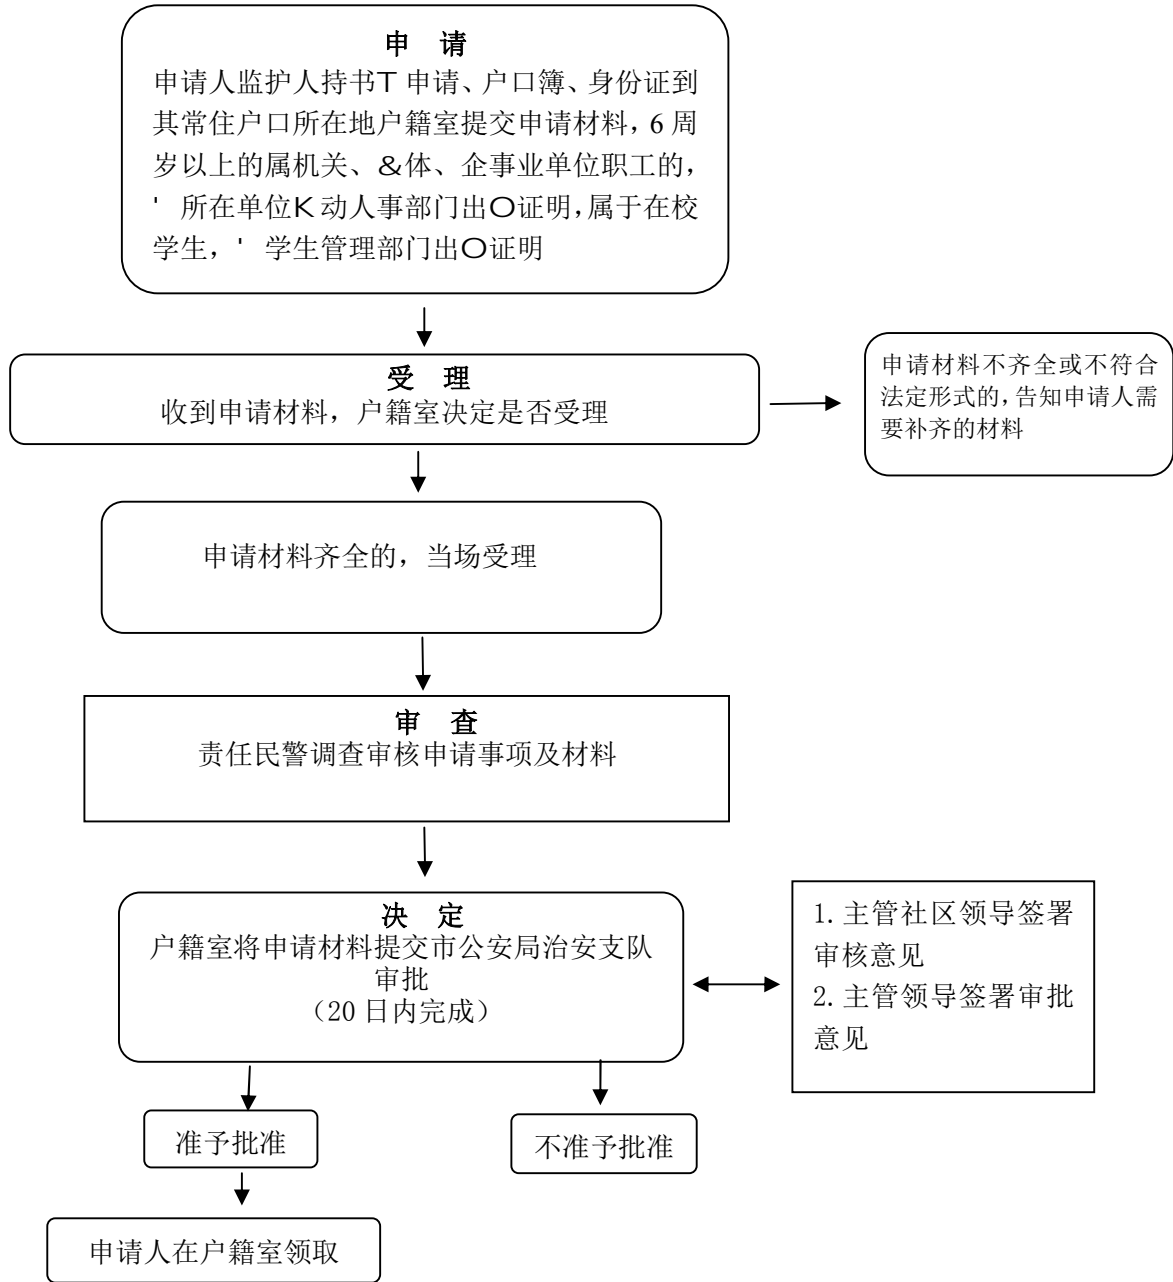 申 请
申请人监护人持书T 申请、户口簿、身份证到
其常住户口所在地户籍室提交申请材料，6 周
岁以上的属机关、&体、企事业单位职工的，
' 所在单位K 动人事部门出O证明，属于在校
学生，' 学生管理部门出O证明
受 理
收到申请材料，户籍室决定是否受理
申请材料不齐全或不符合
法定形式的，告知申请人需
要补齐的材料
申请材料齐全的，当场受理
审 查
责任民警调查审核申请事项及材料
决 定
户籍室将申请材料提交市公安局治安支队
审批
（20 日内完成）
1. 主管社区领导签署
审核意见
2. 主管领导签署审批
意见
准予批准
不准予批准
申请人在户籍室领取